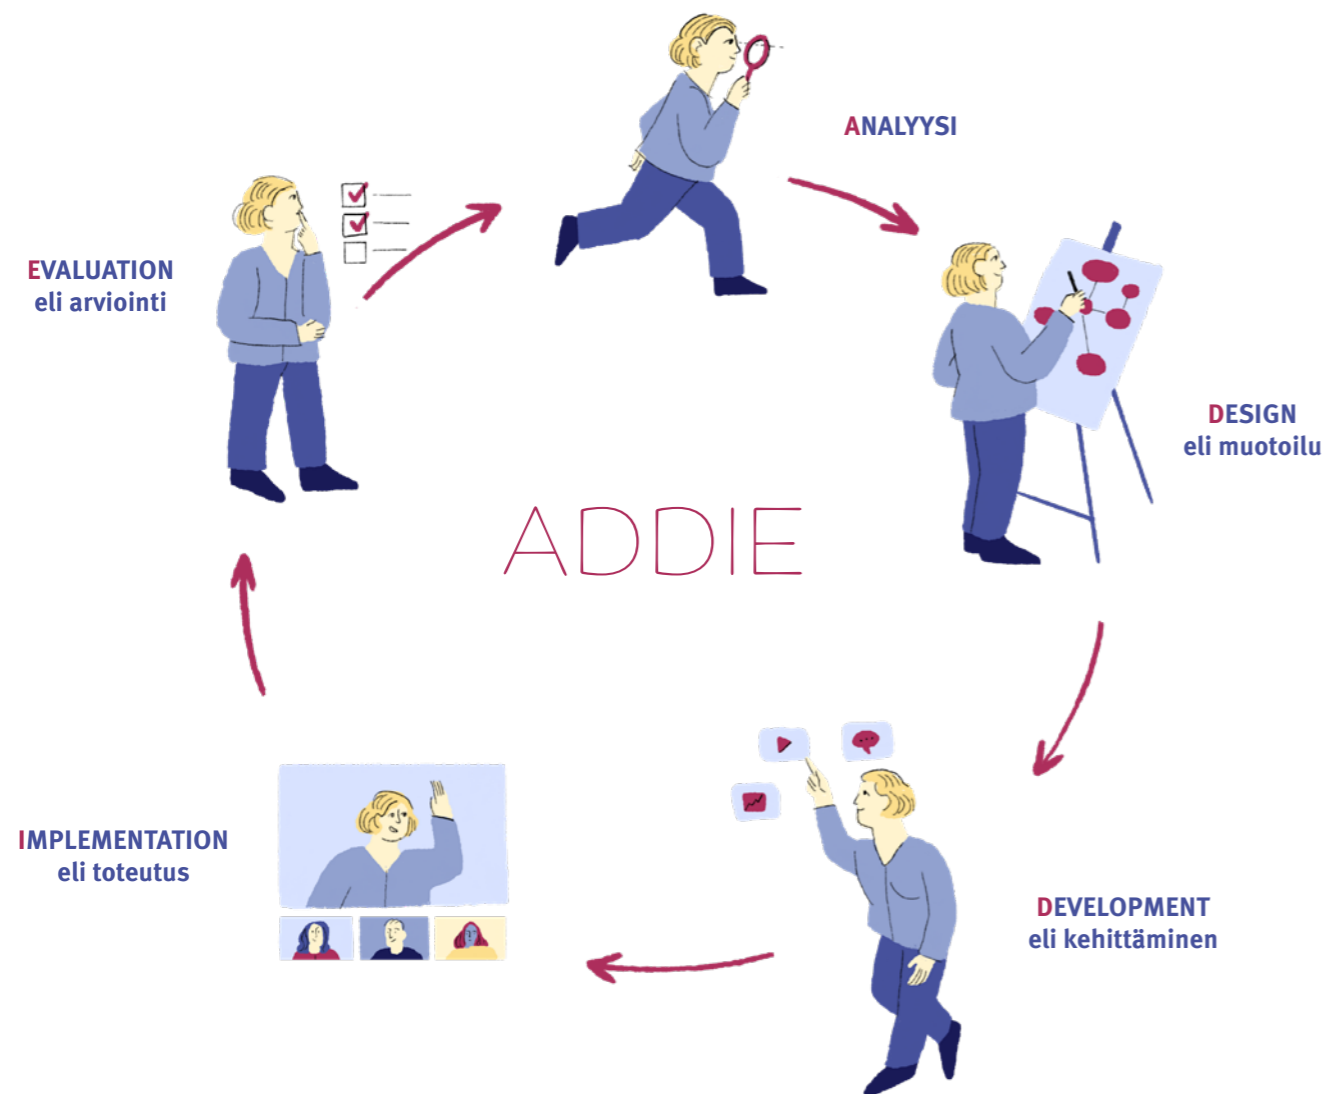 ANALYYSI
DESIGN
eli muotoilu
DEVELOPMENT
eli kehittäminen
IMPLEMENTATION
eli toteutus
EVALUATION
eli arviointi
ADDIE